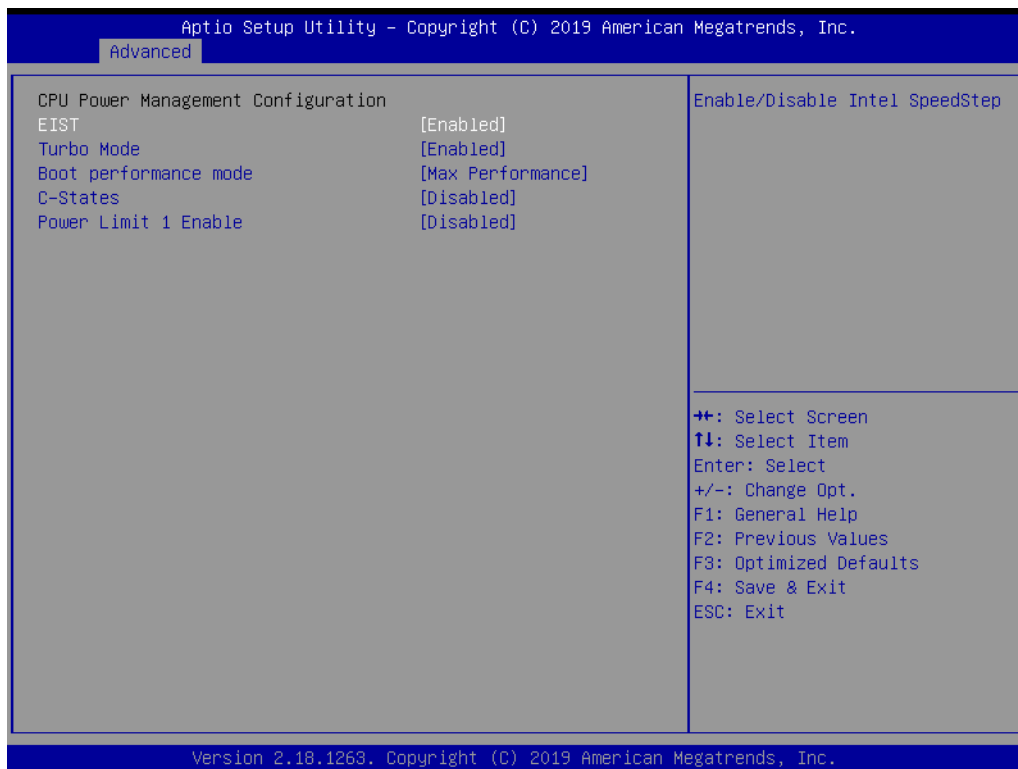 Aptio Setup Utility – Copyright (C) 2019 American Megatrends, Inc.
Advanced
CPU Power Management Configuration
EIST [Enabled]
Turbo Mode [Enabled]
Boot performance mode [Max Performance]
C-States [Disabled]
Power Limit 1 Enable [Disabled]
Enable/Disable Intel SpeedStep
→←: Select Screen
↑↓: Select Item
Enter: Select
+/-: Change Opt.
F1: General Help
F2: Previous Values
F3: Optimized Defaults
F4: Save & Exit
ESC: Exit
Version 2.18.1263. Copyright (C) 2019 American Megatrends, Inc.